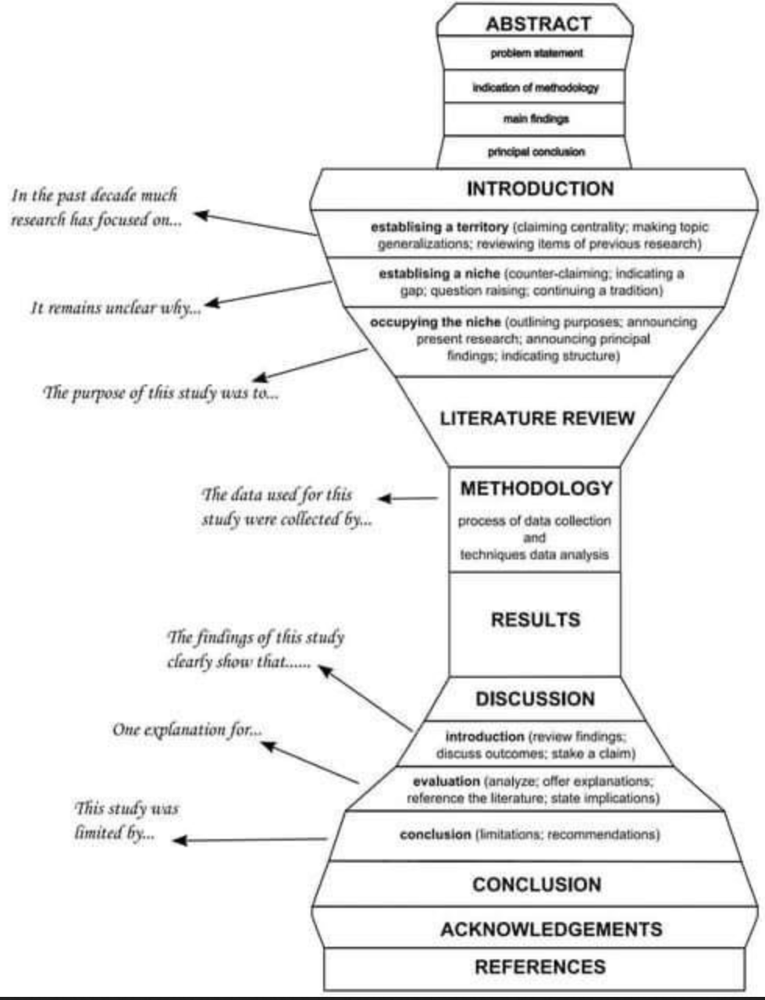 ABSTRACT
problem statement
indication of methodology
main findings
principal conclusion
INTRODUCTION
In the past decade much
research has focused on...
establising a territory (claiming centrality; making topic
generalizations; reviewing items of previous research)
establising a niche (counter-claiming; indicating a
gap; question raising; continuing a tradition)
It remains unclear why...
occupying the niche (outlining purposes; announcing
present research; announcing principal
findings; indicating structure)
The purpose of this study was to...
LITERATURE REVIEW
METHODOLOGY
The data used for this
study were collected by...
process of data collection
and
techniques data analysis
RESULTS
The findings of this study
clearly show that......
DISCUSSION
introduction (review findings;
discuss outcomes; stake a claim)
One explanation for...
evaluation (analyze; offer explanations;
reference the literature; state implications)
This study was
limited by...
conclusion (limitations; recommendations)
CONCLUSION
ACKNOWLEDGEMENTS
REFERENCES